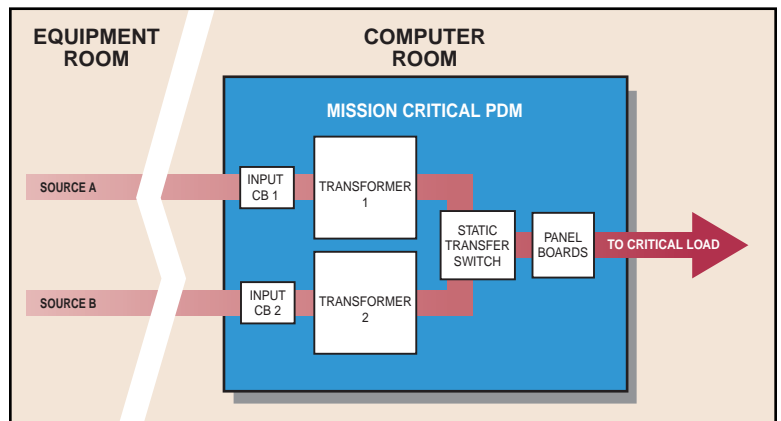 EQUIPMENT
ROOM
COMPUTER
ROOM
MISSION CRITICAL PDM
SOURCE A
INPUT
CB 1
TRANSFORMER
1
STATIC
TRANSFER
SWITCH
PANEL
BOARDS
TO CRITICAL LOAD
SOURCE B
INPUT
CB 2
TRANSFORMER
2